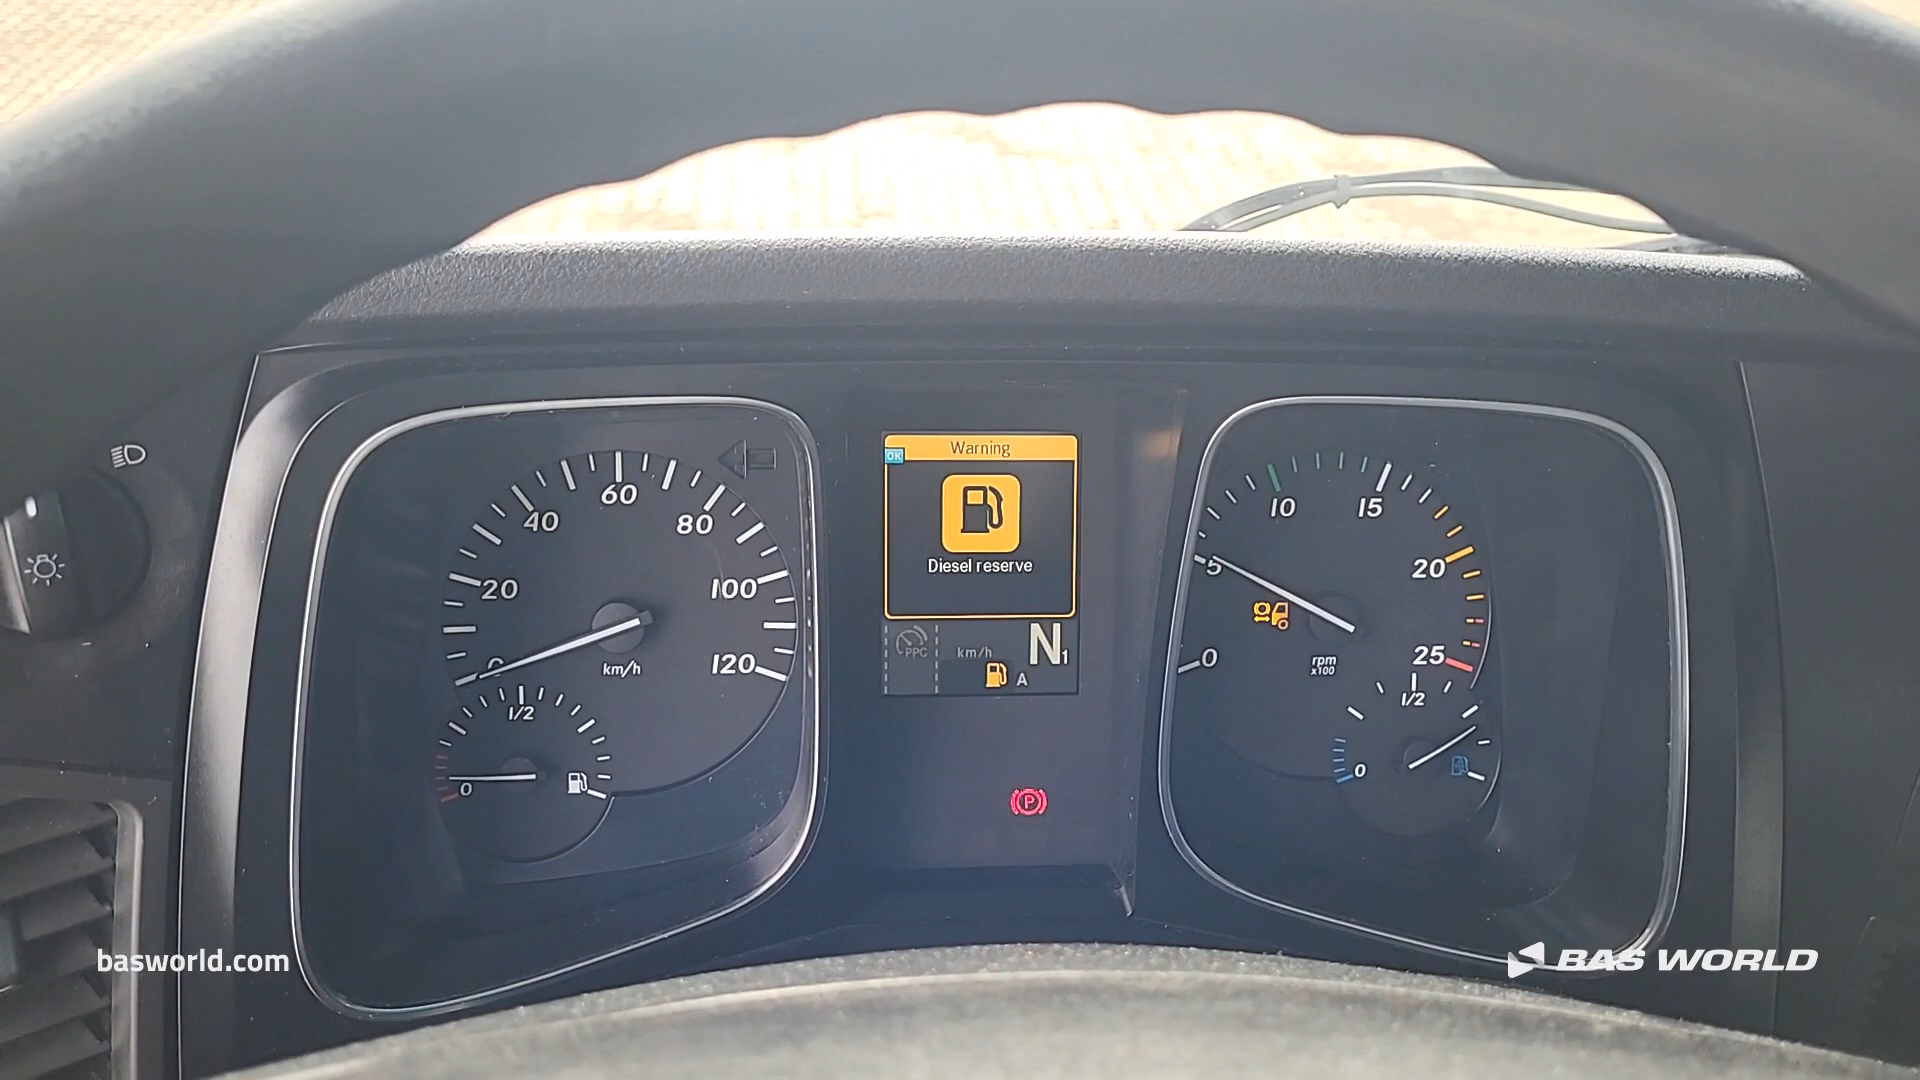 Warning
OK
Diesel reserve
PPC
km/h
N1
A
0
20
40
60
80
100
120
km/h
0
1/2
P
0
5
10
15
20
25
rpm
x100
0
1/2
basworld.com
BAS WORLD